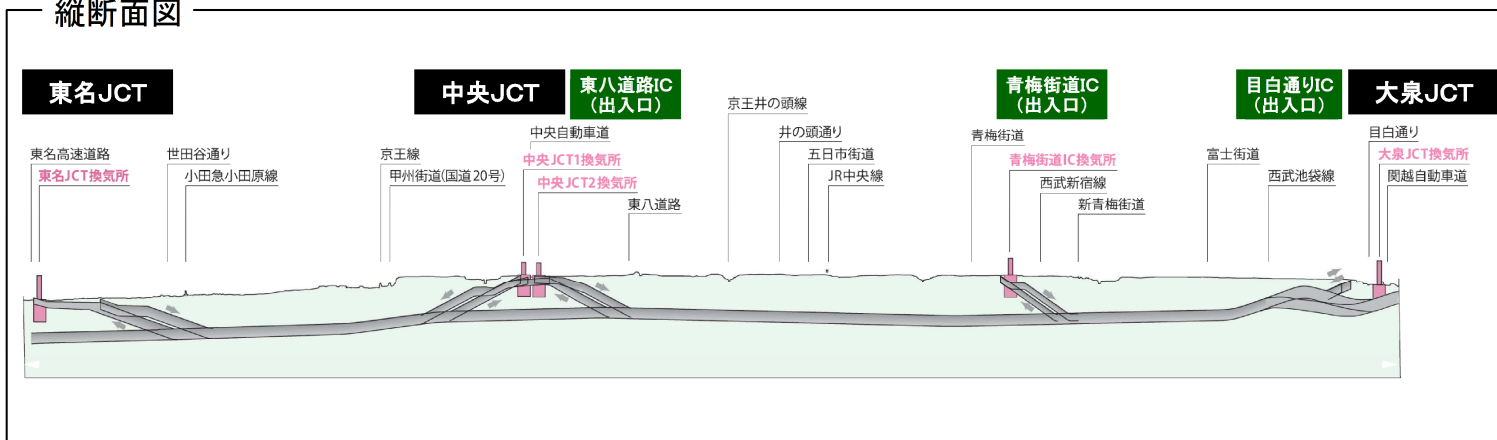 縦断面図
東名JCT
中央JCT
東八道路IC
(出入口)
青梅街道IC
(出入口)
目白通りIC
(出入口)
大泉JCT
東名高速道路
東名JCT換気所
世田谷通り
小田急小田原線
京王線
甲州街道(国道20号)
中央自動車道
中央JCT1換気所
中央JCT2換気所
東八道路
京王井の頭線
井の頭通り
五日市街道
JR中央線
青梅街道
青梅街道IC換気所
西武新宿線
新青梅街道
富士街道
西武池袋線
目白通り
大泉JCT換気所
関越自動車道